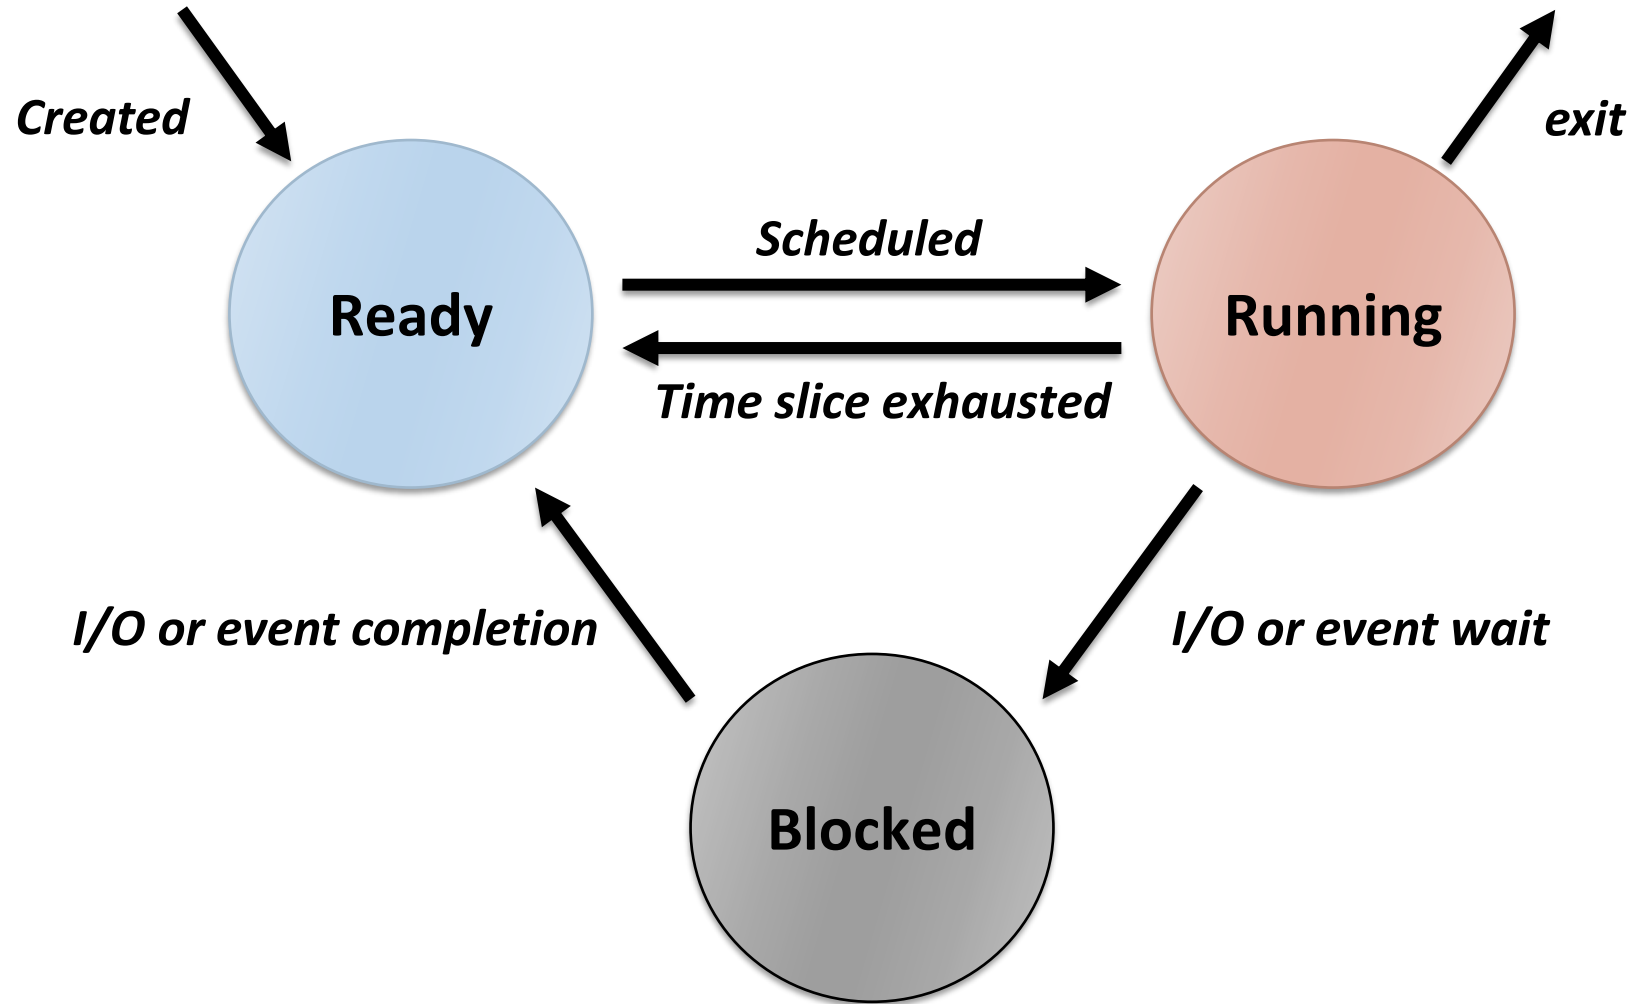 Created
exit
Scheduled
Ready
Running
Time slice exhausted
I/O or event completion
I/O or event wait
Blocked